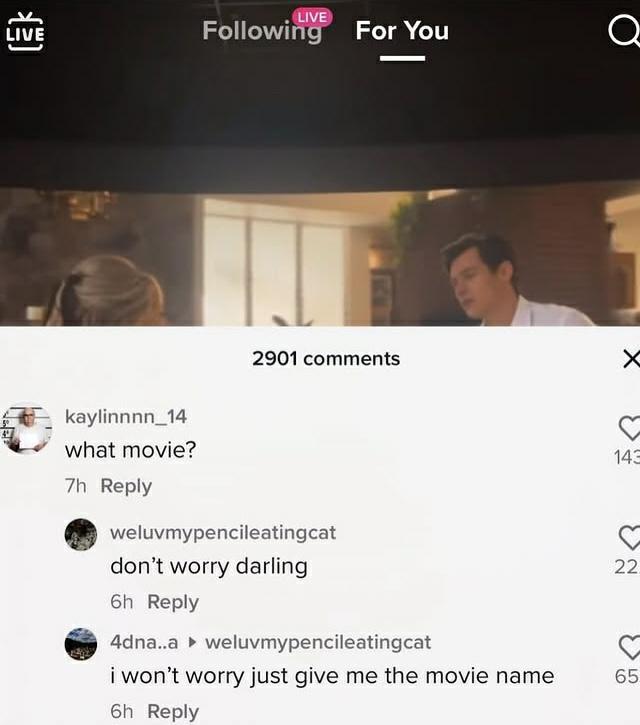 LIVE
Following LIVE For You
2901 comments
kaylinnnn_14
what movie?
143
7h Reply
weluvmypencileatingcat
don't worry darling
22
6h Reply
4dna..a ▸ weluvmypencileatingcat
i won't worry just give me the movie name
65
6h Reply